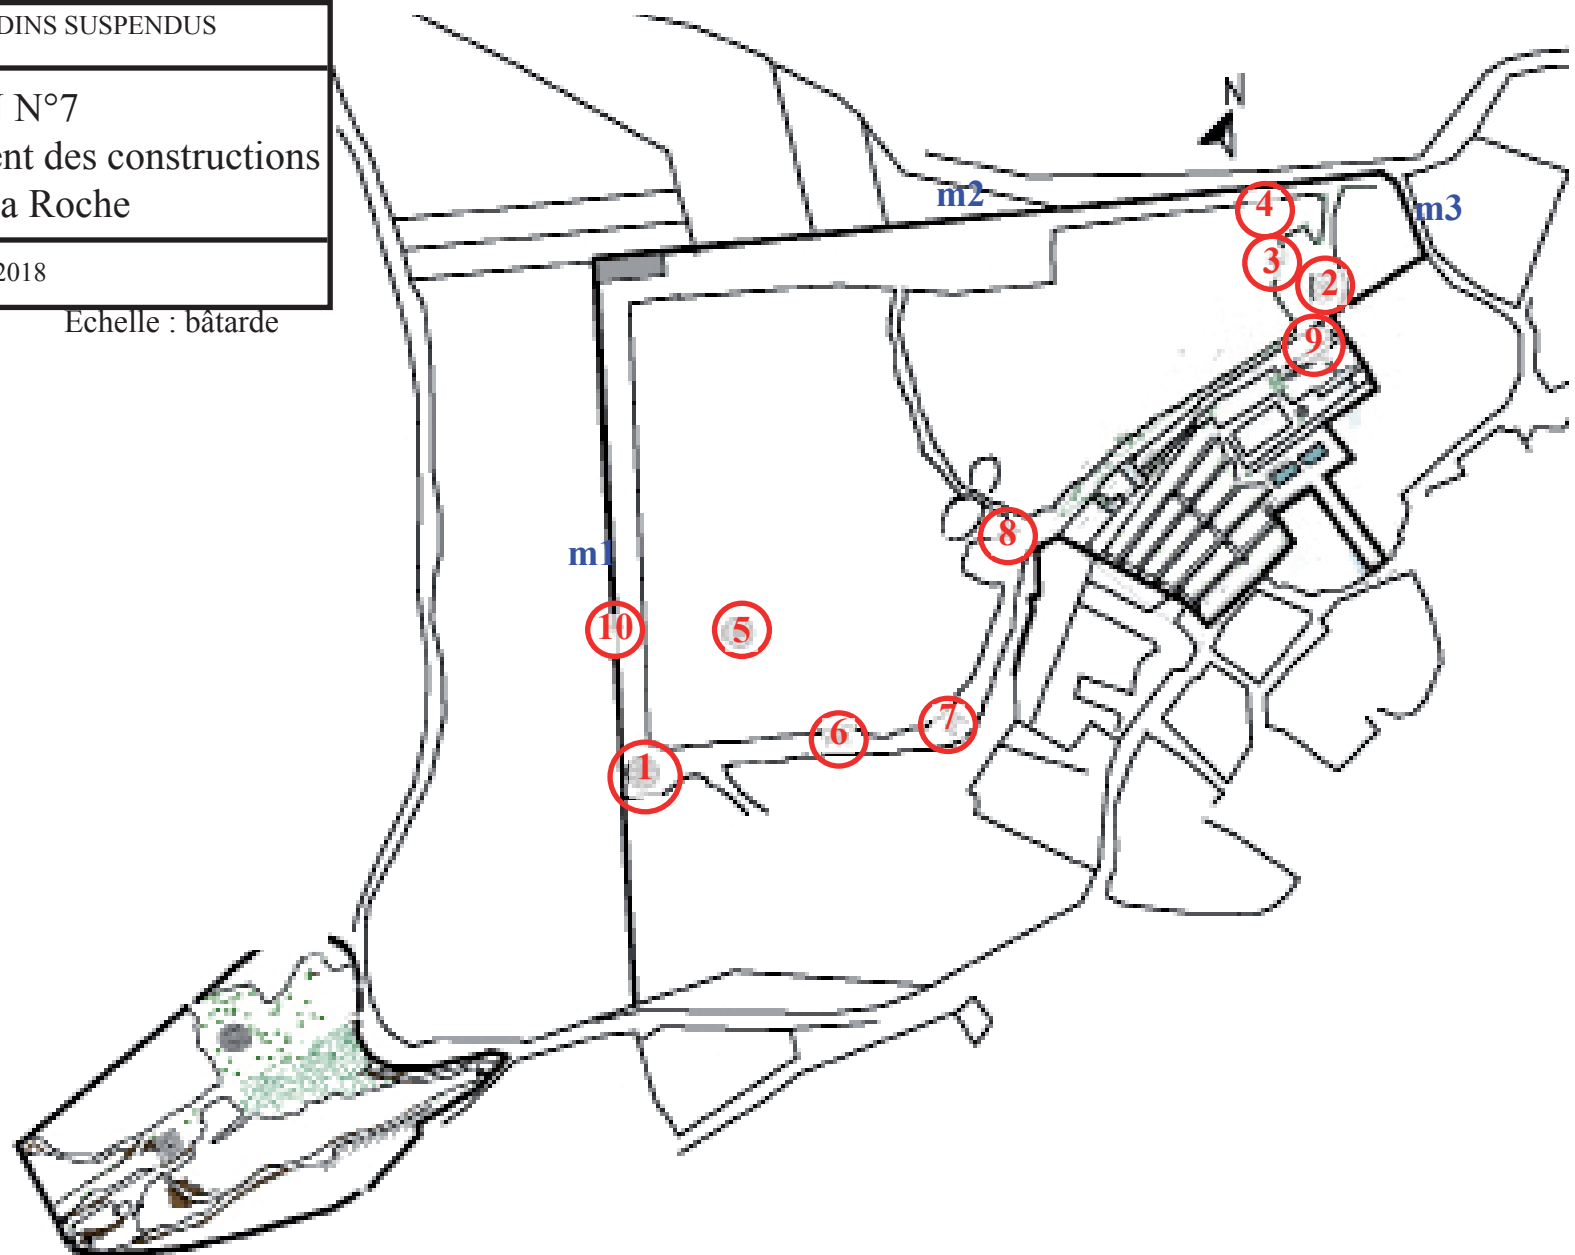 DINS SUSPENDUS
N°7
ent des constructions
a Roche
2018
Echelle : bâtarde
N
m2
m3
4
3
2
9
8
m1
10
5
7
6
1